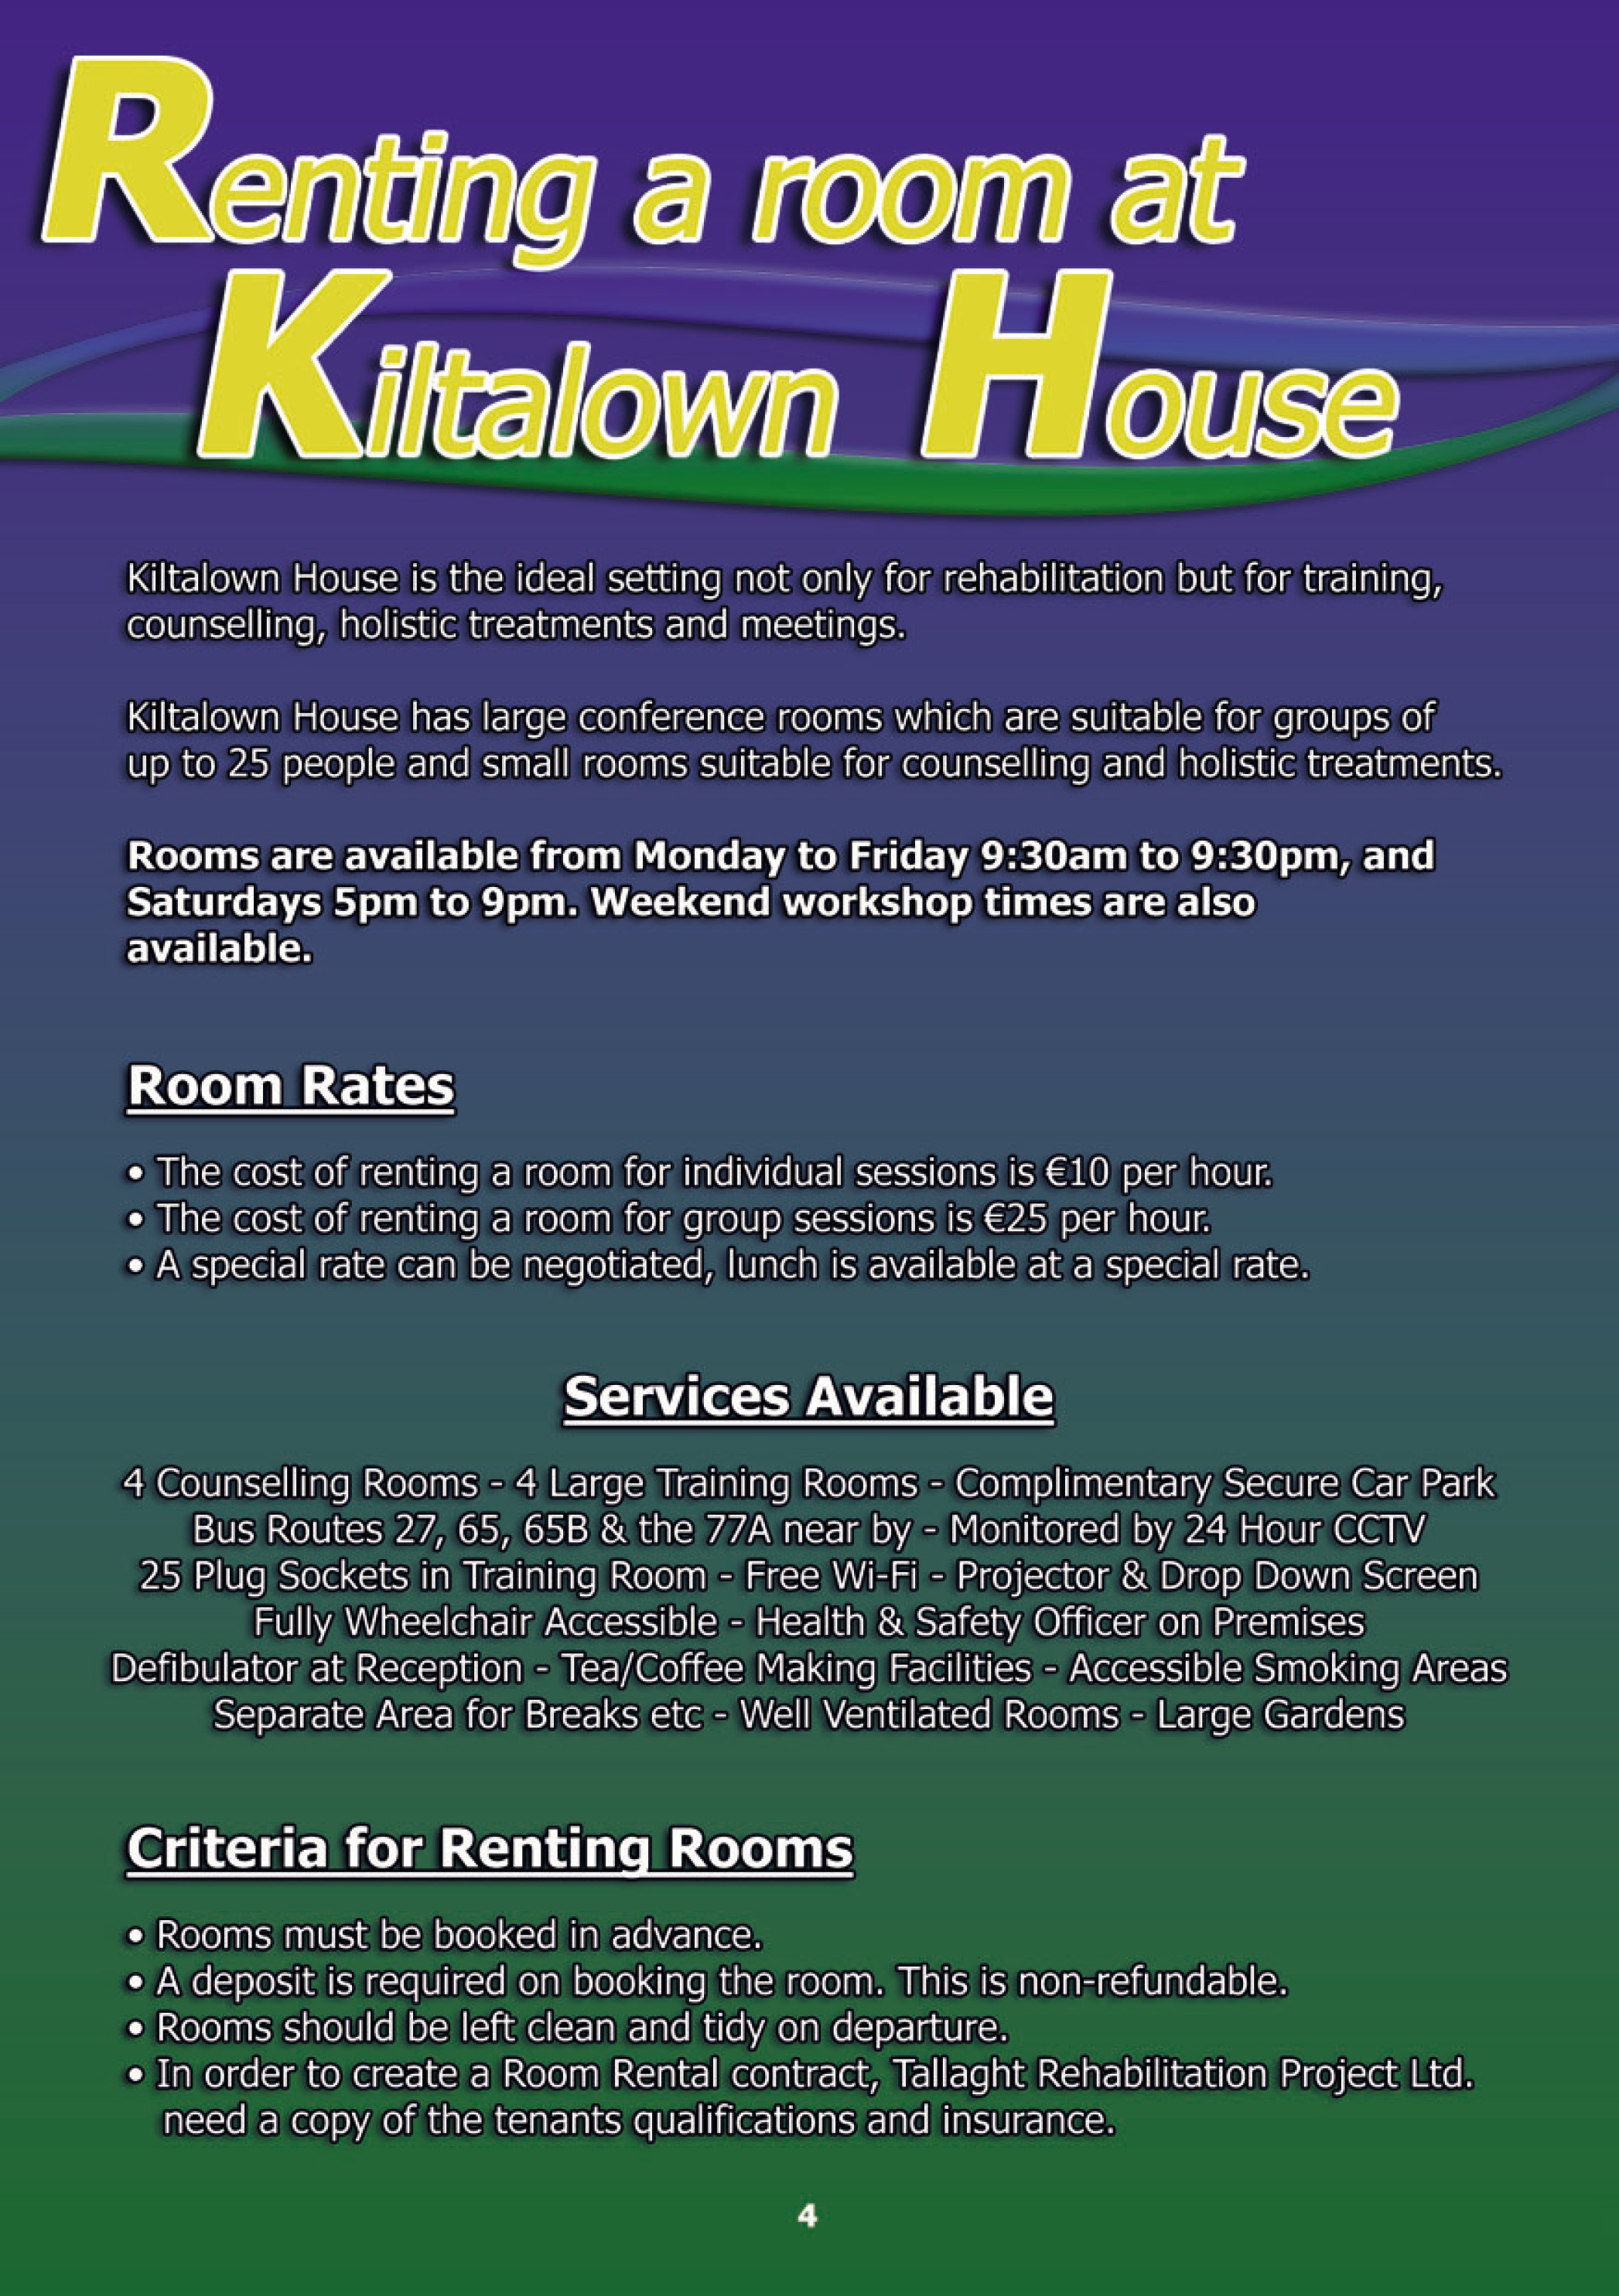 Renting a room at
Kiltalown House
Kiltalown House is the ideal setting not only for rehabilitation but for training,
counselling, holistic treatments and meetings.
Kiltalown House has large conference rooms which are suitable for groups of
up to 25 people and small rooms suitable for counselling and holistic treatments.
Rooms are available from Monday to Friday 9:30am to 9:30pm, and
Saturdays 5pm to 9pm. Weekend workshop times are also
available.
Room Rates
• The cost of renting a room for individual sessions is €10 per hour.
• The cost of renting a room for group sessions is €25 per hour.
• A special rate can be negotiated, lunch is available at a special rate.
Services Available
4 Counselling Rooms - 4 Large Training Rooms - Complimentary Secure Car Park
Bus Routes 27, 65, 65B & the 77A near by - Monitored by 24 Hour CCTV
25 Plug Sockets in Training Room - Free Wi-Fi - Projector & Drop Down Screen
Fully Wheelchair Accessible - Health & Safety Officer on Premises
Defibulator at Reception - Tea/Coffee Making Facilities - Accessible Smoking Areas
Separate Area for Breaks etc - Well Ventilated Rooms - Large Gardens
Criteria for Renting Rooms
• Rooms must be booked in advance.
• A deposit is required on booking the room. This is non-refundable.
• Rooms should be left clean and tidy on departure.
• In order to create a Room Rental contract, Tallaght Rehabilitation Project Ltd.
need a copy of the tenants qualifications and insurance.
4